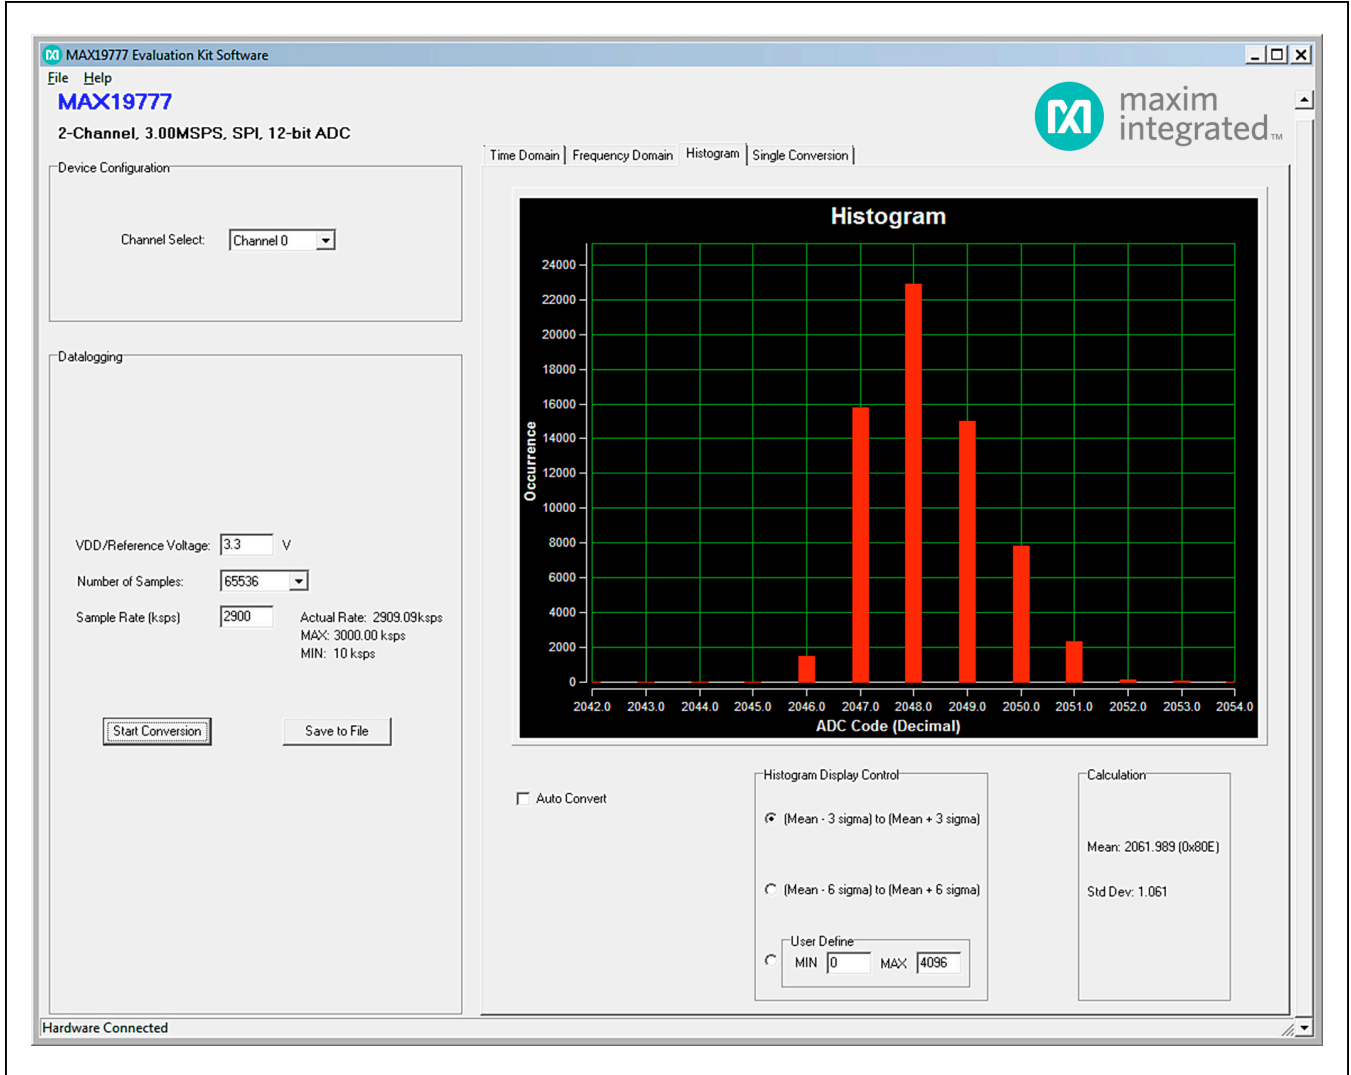 MAX19777 Evaluation Kit Software
File Help
MAX19777
2-Channel, 3.00MSPS, SPI, 12-bit ADC
maxim
integrated™
Device Configuration
Channel Select: Channel 0
Datalogging
VDD/Reference Voltage: 3.3 V
Number of Samples: 65536
Sample Rate (ksps) 2900 Actual Rate: 2909.09ksps
MAX: 3000.00 ksps
MIN: 10 ksps
Start Conversion Save to File
Time Domain Frequency Domain Histogram Single Conversion
Histogram
Occurrence
24000
22000
20000
18000
16000
14000
12000
10000
8000
6000
4000
2000
0
2042.0 2043.0 2044.0 2045.0 2046.0 2047.0 2048.0 2049.0 2050.0 2051.0 2052.0 2053.0 2054.0
ADC Code (Decimal)
Auto Convert
Histogram Display Control
(Mean - 3 sigma) to (Mean + 3 sigma)
(Mean - 6 sigma) to (Mean + 6 sigma)
User Define
MIN 0 MAX 4096
Calculation
Mean: 2061.989 (0x80E)
Std Dev: 1.061
Hardware Connected